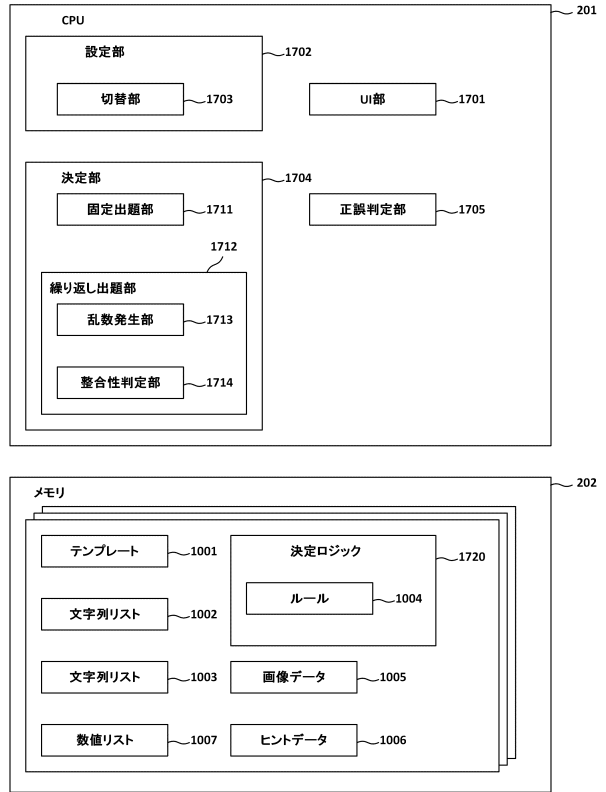 201
CPU
設定部
1702
切替部
1703
UI部
1701
決定部
1704
固定出題部
1711
正誤判定部
1705
1712
繰り返し出題部
乱数発生部
1713
整合性判定部
1714
202
メモリ
テンプレート
1001
決定ロジック
1720
ルール
1004
文字列リスト
1002
文字列リスト
1003
画像データ
1005
数値リスト
1007
ヒントデータ
1006